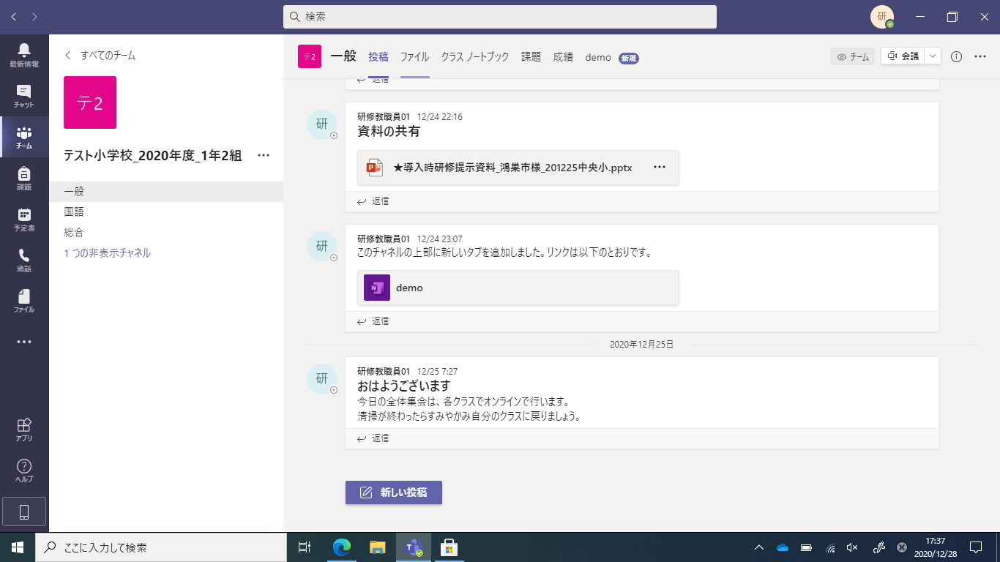 検索
研
最新情報
チャット
チーム
課題
予定表
通話
ファイル
アプリ
ヘルプ
すべてのチーム
テ2
テスト小学校_2020年度_1年2組
一般
国語
総合
1 つの非表示チャネル
テ2 一般 投稿 ファイル クラス ノートブック 課題 成績 demo 新規 チーム 会議
返信
研
研修教職員01 12/24 22:16
資料の共有
★導入時研修提示資料_鴻巣市様_201225中央小.pptx
返信
研
研修教職員01 12/24 23:07
このチャネルの上部に新しいタブを追加しました。リンクは以下のとおりです。
demo
返信
2020年12月25日
研
研修教職員01 12/25 7:27
おはようございます
今日の全体集会は、各クラスでオンラインで行います。
清掃が終わったらすみやかみ自分のクラスに戻りましょう。
返信
新しい投稿
ここに入力して検索
17:37
2020/12/28